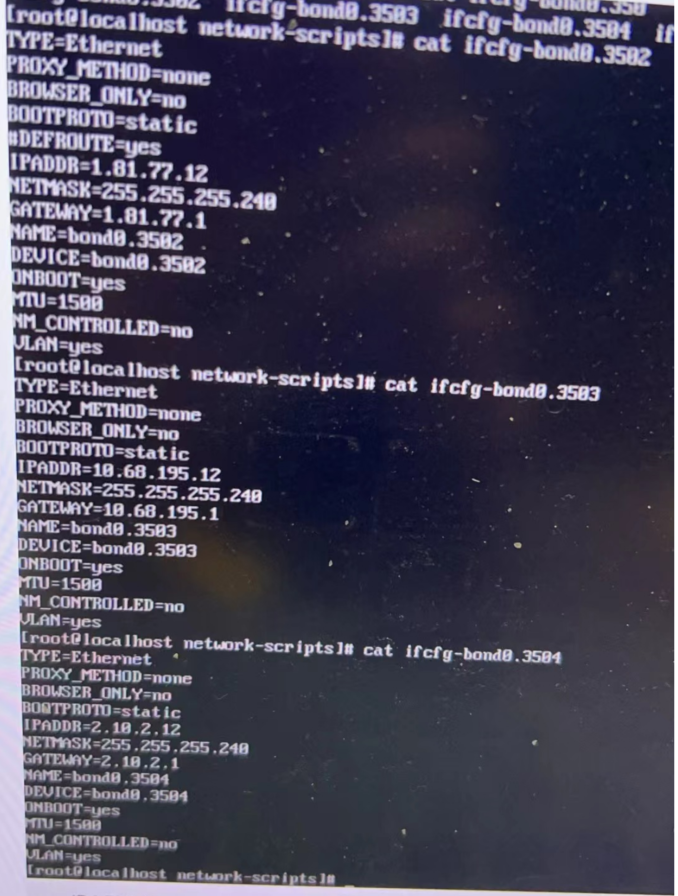 ifcfg-bond0.3503 ifcfg-bond0.3504
[root@localhost network-scripts]# cat ifcfg-bond0.3502
TYPE=Ethernet
PROXY_METHOD=none
BROWSER_ONLY=no
BOOTPROTO=static
#DEFROUTE=yes
IPADDR=1.81.77.12
NETMASK=255.255.255.240
GATEWAY=1.81.77.1
NAME=bond0.3502
DEVICE=bond0.3502
ONBOOT=yes
MTU=1500
NM_CONTROLLED=no
VLAN=yes
[root@localhost network-scripts]# cat ifcfg-bond0.3503
TYPE=Ethernet
PROXY_METHOD=none
BROWSER_ONLY=no
BOOTPROTO=static
IPADDR=10.68.195.12
NETMASK=255.255.255.240
GATEWAY=10.68.195.1
NAME=bond0.3503
DEVICE=bond0.3503
ONBOOT=yes
MTU=1500
NM_CONTROLLED=no
VLAN=yes
[root@localhost network-scripts]# cat ifcfg-bond0.3504
TYPE=Ethernet
PROXY_METHOD=none
BROWSER_ONLY=no
BOOTPROTO=static
IPADDR=2.10.2.12
NETMASK=255.255.255.240
GATEWAY=2.10.2.1
NAME=bond0.3504
DEVICE=bond0.3504
ONBOOT=yes
MTU=1500
NM_CONTROLLED=no
VLAN=yes
[root@localhost network-scripts]#